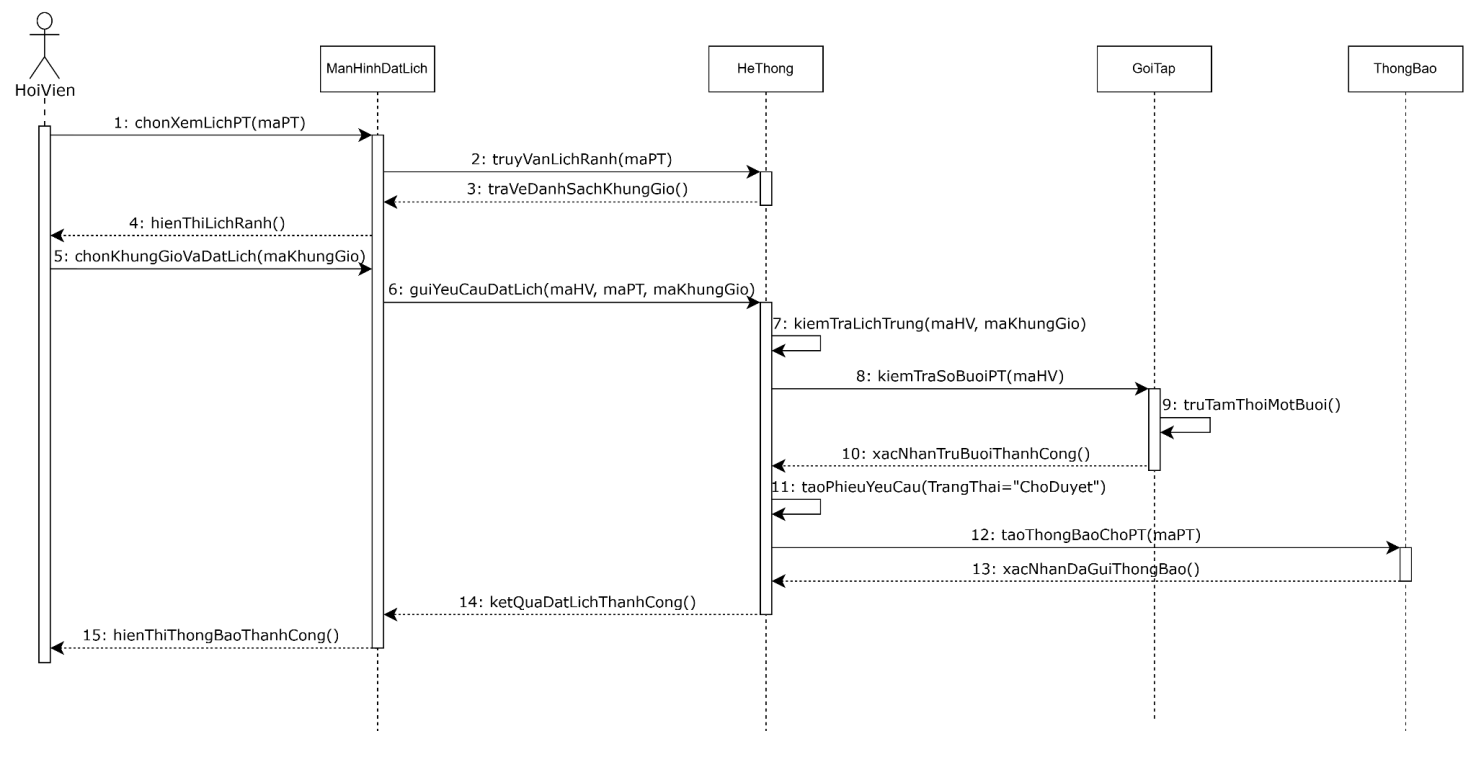 HoiVien
ManHinhDatLich
HeThong
GoiTap
ThongBao
1: chonXemLichPT(maPT)
2: truyVanLichRanh(maPT)
3: traVeDanhSachKhungGio()
4: hienThiLichRanh()
5: chonKhungGioVaDatLich(maKhungGio)
6: guiYeuCauDatLich(maHV, maPT, maKhungGio)
7: kiemTraLichTrung(maHV, maKhungGio)
8: kiemTraSoBuoiPT(maHV)
9: truTamThoiMotBuoi()
10: xacNhanTruBuoiThanhCong()
11: taoPhieuYeuCau(TrangThai="ChoDuyet")
12: taoThongBaoChoPT(maPT)
13: xacNhanDaGuiThongBao()
14: ketQuaDatLichThanhCong()
15: hienThiThongBaoThanhCong()